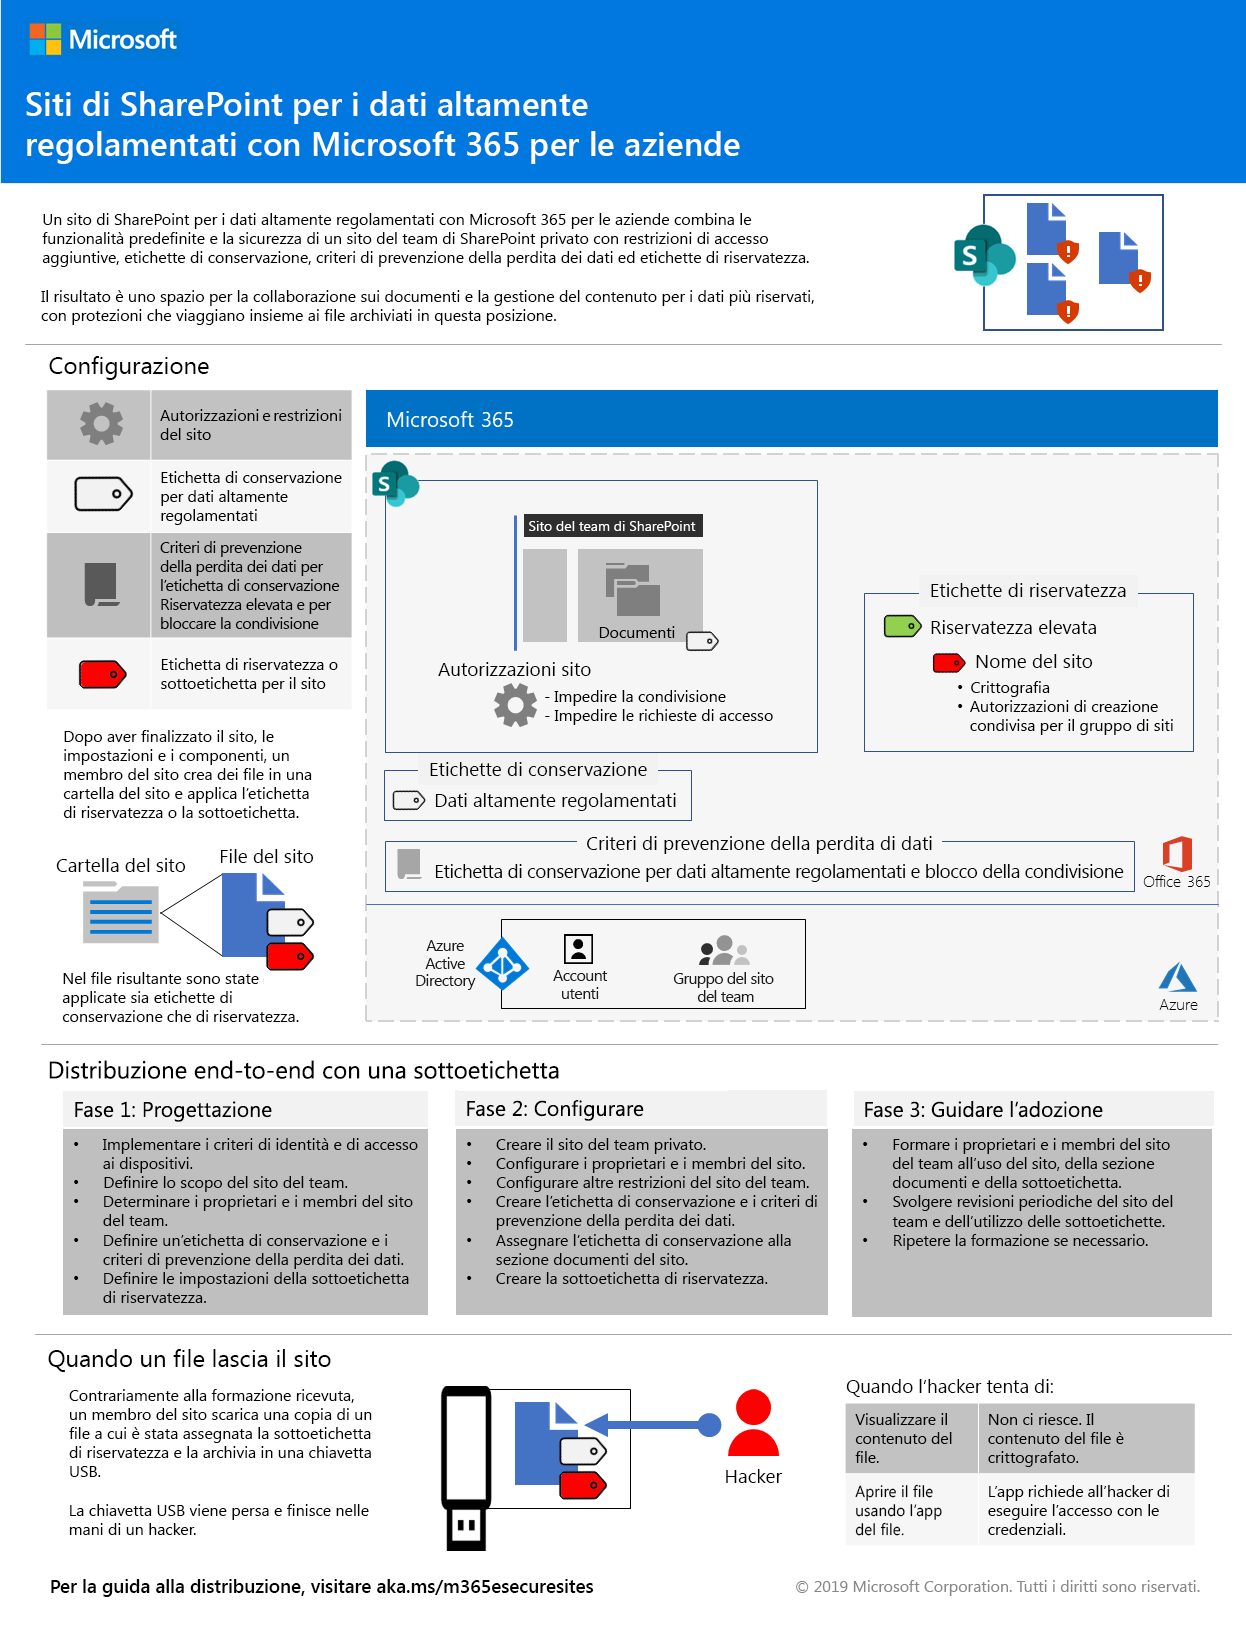 Microsoft
Siti di SharePoint per i dati altamente
regolamentati con Microsoft 365 per le aziende
Un sito di SharePoint per i dati altamente regolamentati con Microsoft 365 per le aziende combina le
funzionalità predefinite e la sicurezza di un sito del team di SharePoint privato con restrizioni di accesso
aggiuntive, etichette di conservazione, criteri di prevenzione della perdita dei dati ed etichette di riservatezza.
Il risultato è uno spazio per la collaborazione sui documenti e la gestione del contenuto per i dati più riservati,
con protezioni che viaggiano insieme ai file archiviati in questa posizione.
S
Configurazione
Autorizzazioni e restrizioni
del sito
Etichetta di conservazione
per dati altamente
regolamentati
Criteri di prevenzione
della perdita dei dati per
l'etichetta di conservazione
Riservatezza elevata e per
bloccare la condivisione
Etichetta di riservatezza o
sottoetichetta per il sito
Dopo aver finalizzato il sito, le
impostazioni e i componenti, un
membro del sito crea dei file in una
cartella del sito e applica l'etichetta
di riservatezza o la sottoetichetta.
Cartella del sito
File del sito
Nel file risultante sono state
applicate sia etichette di
conservazione che di riservatezza.
Microsoft 365
S
Sito del team di SharePoint
Documenti
Autorizzazioni sito
- Impedire la condivisione
- Impedire le richieste di accesso
Etichette di riservatezza
Riservatezza elevata
Nome del sito
• Crittografia
• Autorizzazioni di creazione
condivisa per il gruppo di siti
Etichette di conservazione
Dati altamente regolamentati
Criteri di prevenzione della perdita di dati
Etichetta di conservazione per dati altamente regolamentati e blocco della condivisione
Office 365
Azure
Active
Directory
Account
utenti
Gruppo del sito
del team
Azure
Distribuzione end-to-end con una sottoetichetta
Fase 1: Progettazione
• Implementare i criteri di identità e di accesso
ai dispositivi.
• Definire lo scopo del sito del team.
• Determinare i proprietari e i membri del sito
del team.
• Definire un'etichetta di conservazione e i
criteri di prevenzione della perdita dei dati.
• Definire le impostazioni della sottoetichetta
di riservatezza.
Fase 2: Configurare
• Creare il sito del team privato.
• Configurare i proprietari e i membri del sito.
• Configurare altre restrizioni del sito del team.
• Creare l'etichetta di conservazione e i criteri di
prevenzione della perdita dei dati.
• Assegnare l'etichetta di conservazione alla
sezione documenti del sito.
• Creare la sottoetichetta di riservatezza.
Fase 3: Guidare l'adozione
• Formare i proprietari e i membri del sito
del team all'uso del sito, della sezione
documenti e della sottoetichetta.
• Svolgere revisioni periodiche del sito del
team e dell'utilizzo delle sottoetichette.
• Ripetere la formazione se necessario.
Quando un file lascia il sito
Contrariamente alla formazione ricevuta,
un membro del sito scarica una copia di un
file a cui è stata assegnata la sottoetichetta
di riservatezza e la archivia in una chiavetta
USB.
La chiavetta USB viene persa e finisce nelle
mani di un hacker.
Hacker
Quando l'hacker tenta di:
Visualizzare il
contenuto del
file.
Non ci riesce. Il
contenuto del file è
crittografato.
Aprire il file
usando l'app
del file.
L'app richiede all'hacker di
eseguire l'accesso con le
credenziali.
Per la guida alla distribuzione, visitare aka.ms/m365esecuresites
© 2019 Microsoft Corporation. Tutti i diritti sono riservati.